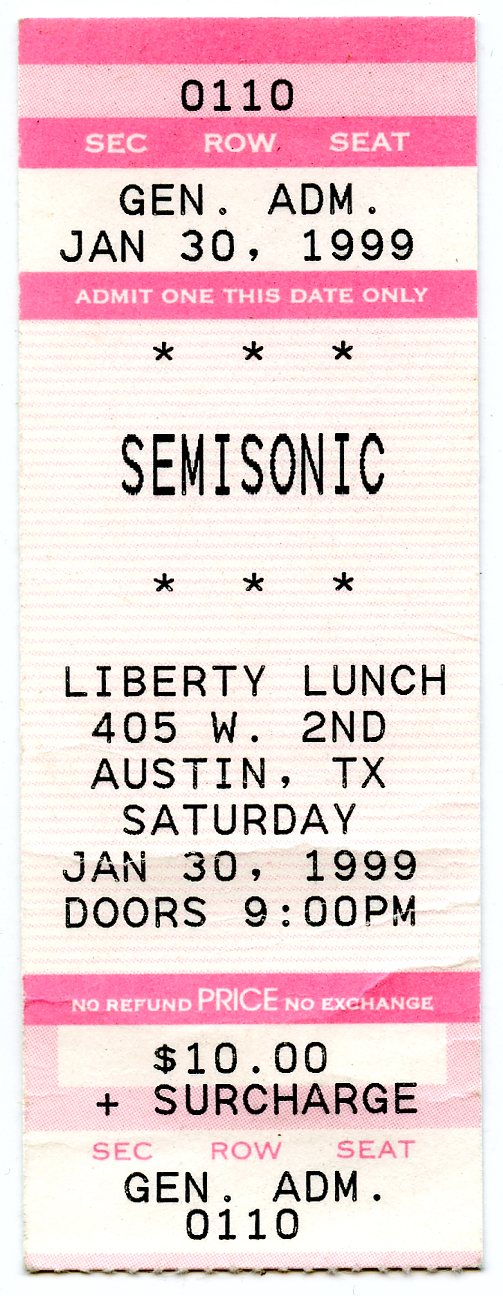 0110
SEC ROW SEAT
GEN. ADM.
JAN 30, 1999
ADMIT ONE THIS DATE ONLY
* * *
SEMISONIC
* * *
LIBERTY LUNCH
405 W. 2ND
AUSTIN, TX
SATURDAY
JAN 30, 1999
DOORS 9:00PM
NO REFUND PRICE NO EXCHANGE
$10.00
+ SURCHARGE
SEC ROW SEAT
GEN. ADM.
0110